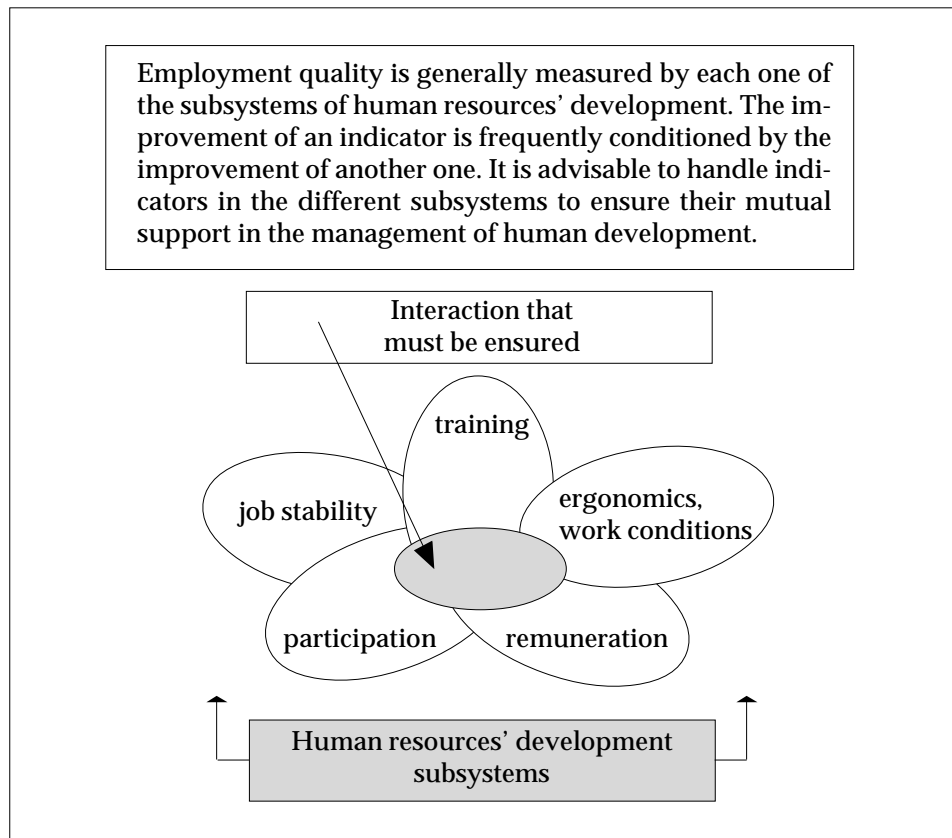 Employment quality is generally measured by each one of
the subsystems of human resources’ development. The im-
provement of an indicator is frequently conditioned by the
improvement of another one. It is advisable to handle indi-
cators in the different subsystems to ensure their mutual
support in the management of human development.
Interaction that
must be ensured
training
job stability
ergonomics,
work conditions
participation
remuneration
Human resources’ development
subsystems